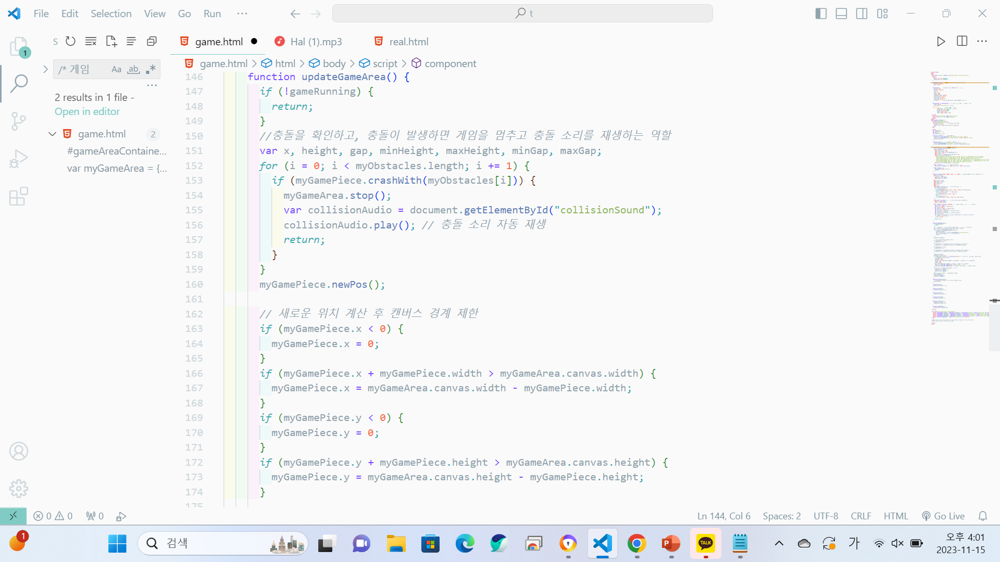 File Edit Selection View Go Run ···
t
S
game.html
Hal (1).mp3
real.html
1
/* 게임
Aa ab
game.html > html > body > script > component
2 results in 1 file -
Open in editor
game.html 2
#gameAreaContaine...
var myGameArea = {...
146 function updateGameArea() {
147 if (!gameRunning) {
148 return;
149 }
150 //충돌을 확인하고, 충돌이 발생하면 게임을 멈추고 충돌 소리를 재생하는 역할
151 var x, height, gap, minHeight, maxHeight, minGap, maxGap;
152 for (i = 0; i < myObstacles.length; i += 1) {
153 if (myGamePiece.crashWith(myObstacles[i])) {
154 myGameArea.stop();
155 var collisionAudio = document.getElementById("collisionSound");
156 collisionAudio.play(); // 충돌 소리 자동 재생
157 return;
158 }
159 }
160 myGamePiece.newPos();
161
162 // 새로운 위치 계산 후 캔버스 경계 제한
163 if (myGamePiece.x < 0) {
164 myGamePiece.x = 0;
165 }
166 if (myGamePiece.x + myGamePiece.width > myGameArea.canvas.width) {
167 myGamePiece.x = myGameArea.canvas.width - myGamePiece.width;
168 }
169 if (myGamePiece.y < 0) {
170 myGamePiece.y = 0;
171 }
172 if (myGamePiece.y + myGamePiece.height > myGameArea.canvas.height) {
173 myGamePiece.y = myGameArea.canvas.height - myGamePiece.height;
174 }
175
0 0 0
Ln 144, Col 6 Spaces: 2 UTF-8 CRLF HTML Go Live
1
검색
P
TALK
가
오후 4:01
2023-11-15